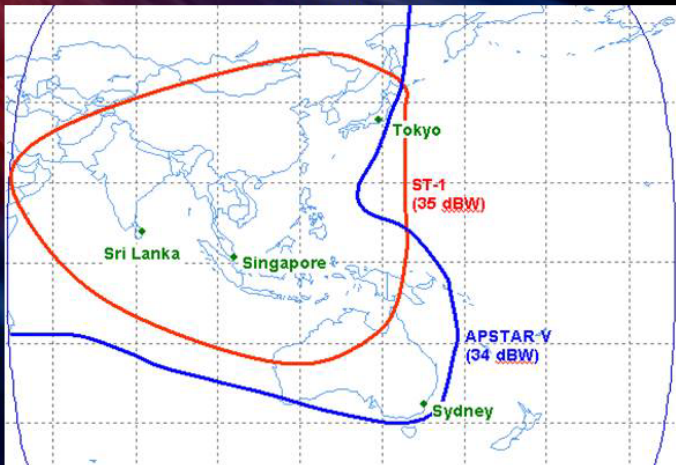 Tokyo
ST-1
(35 dBW)
Sri Lanka
Singapore
APSTAR V
(34 dBW)
Sydney